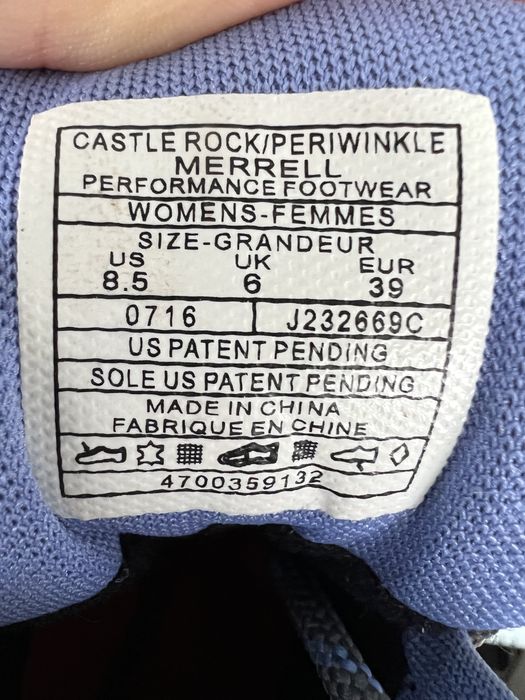 CASTLE ROCK/PERIWINKLE
MERRELL
PERFORMANCE FOOTWEAR
WOMENS-FEMMES
SIZE-GRANDEUR
US UK EUR
8.5 6 39
0716 J232669C
US PATENT PENDING
SOLE US PATENT PENDING
MADE IN CHINA
FABRIQUE EN CHINE
4700359132